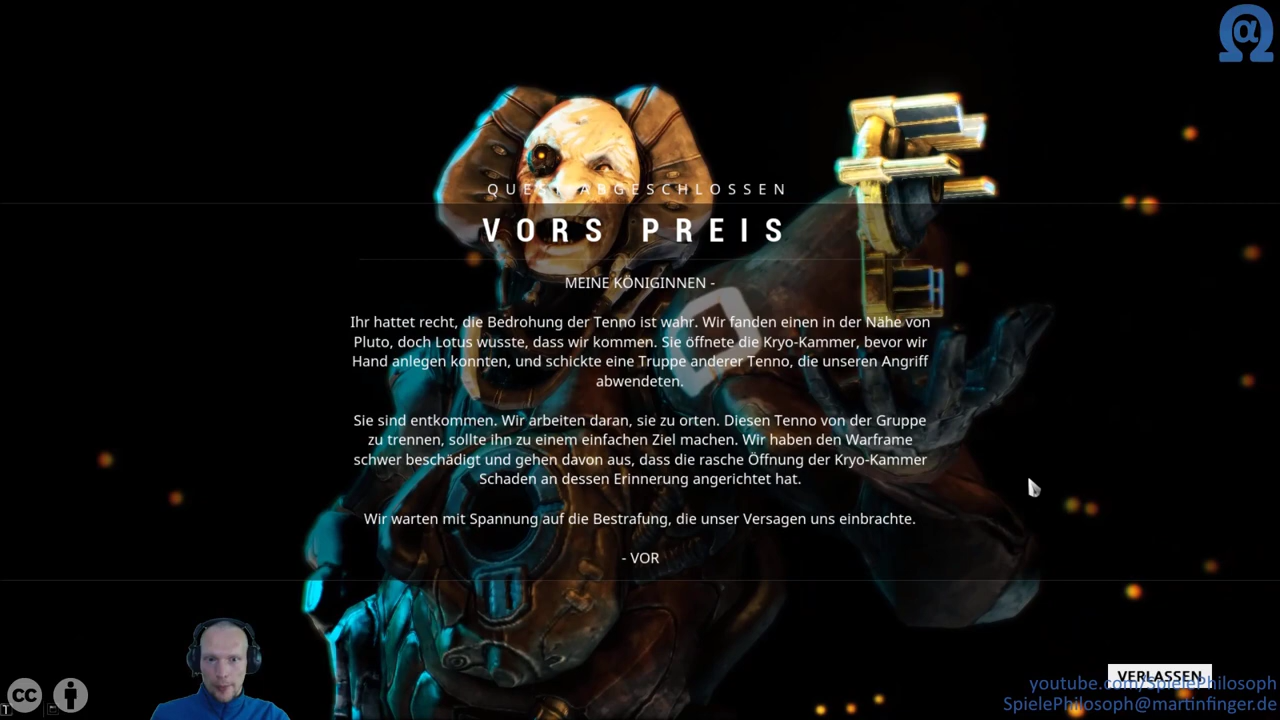 QUEST ABGESCHLOSSEN
VORS PREIS
MEINE KÖNIGINNEN -
Ihr hattet recht, die Bedrohung der Tenno ist wahr. Wir fanden einen in der Nähe von
Pluto, doch Lotus wusste, dass wir kommen. Sie öffnete die Kryo-Kammer, bevor wir
Hand anlegen konnten, und schickte eine Truppe anderer Tenno, die unseren Angriff
abwendeten.
Sie sind entkommen. Wir arbeiten daran, sie zu orten. Diesen Tenno von der Gruppe
zu trennen, sollte ihn zu einem einfachen Ziel machen. Wir haben den Warframe
schwer beschädigt und gehen davon aus, dass die rasche Öffnung der Kryo-Kammer
Schaden an dessen Erinnerung angerichtet hat.
Wir warten mit Spannung auf die Bestrafung, die unser Versagen uns einbrachte.
- VOR
VERLASSEN
youtube.com/SpielePhilosoph
SpielePhilosoph@martinfinger.de
cc
T